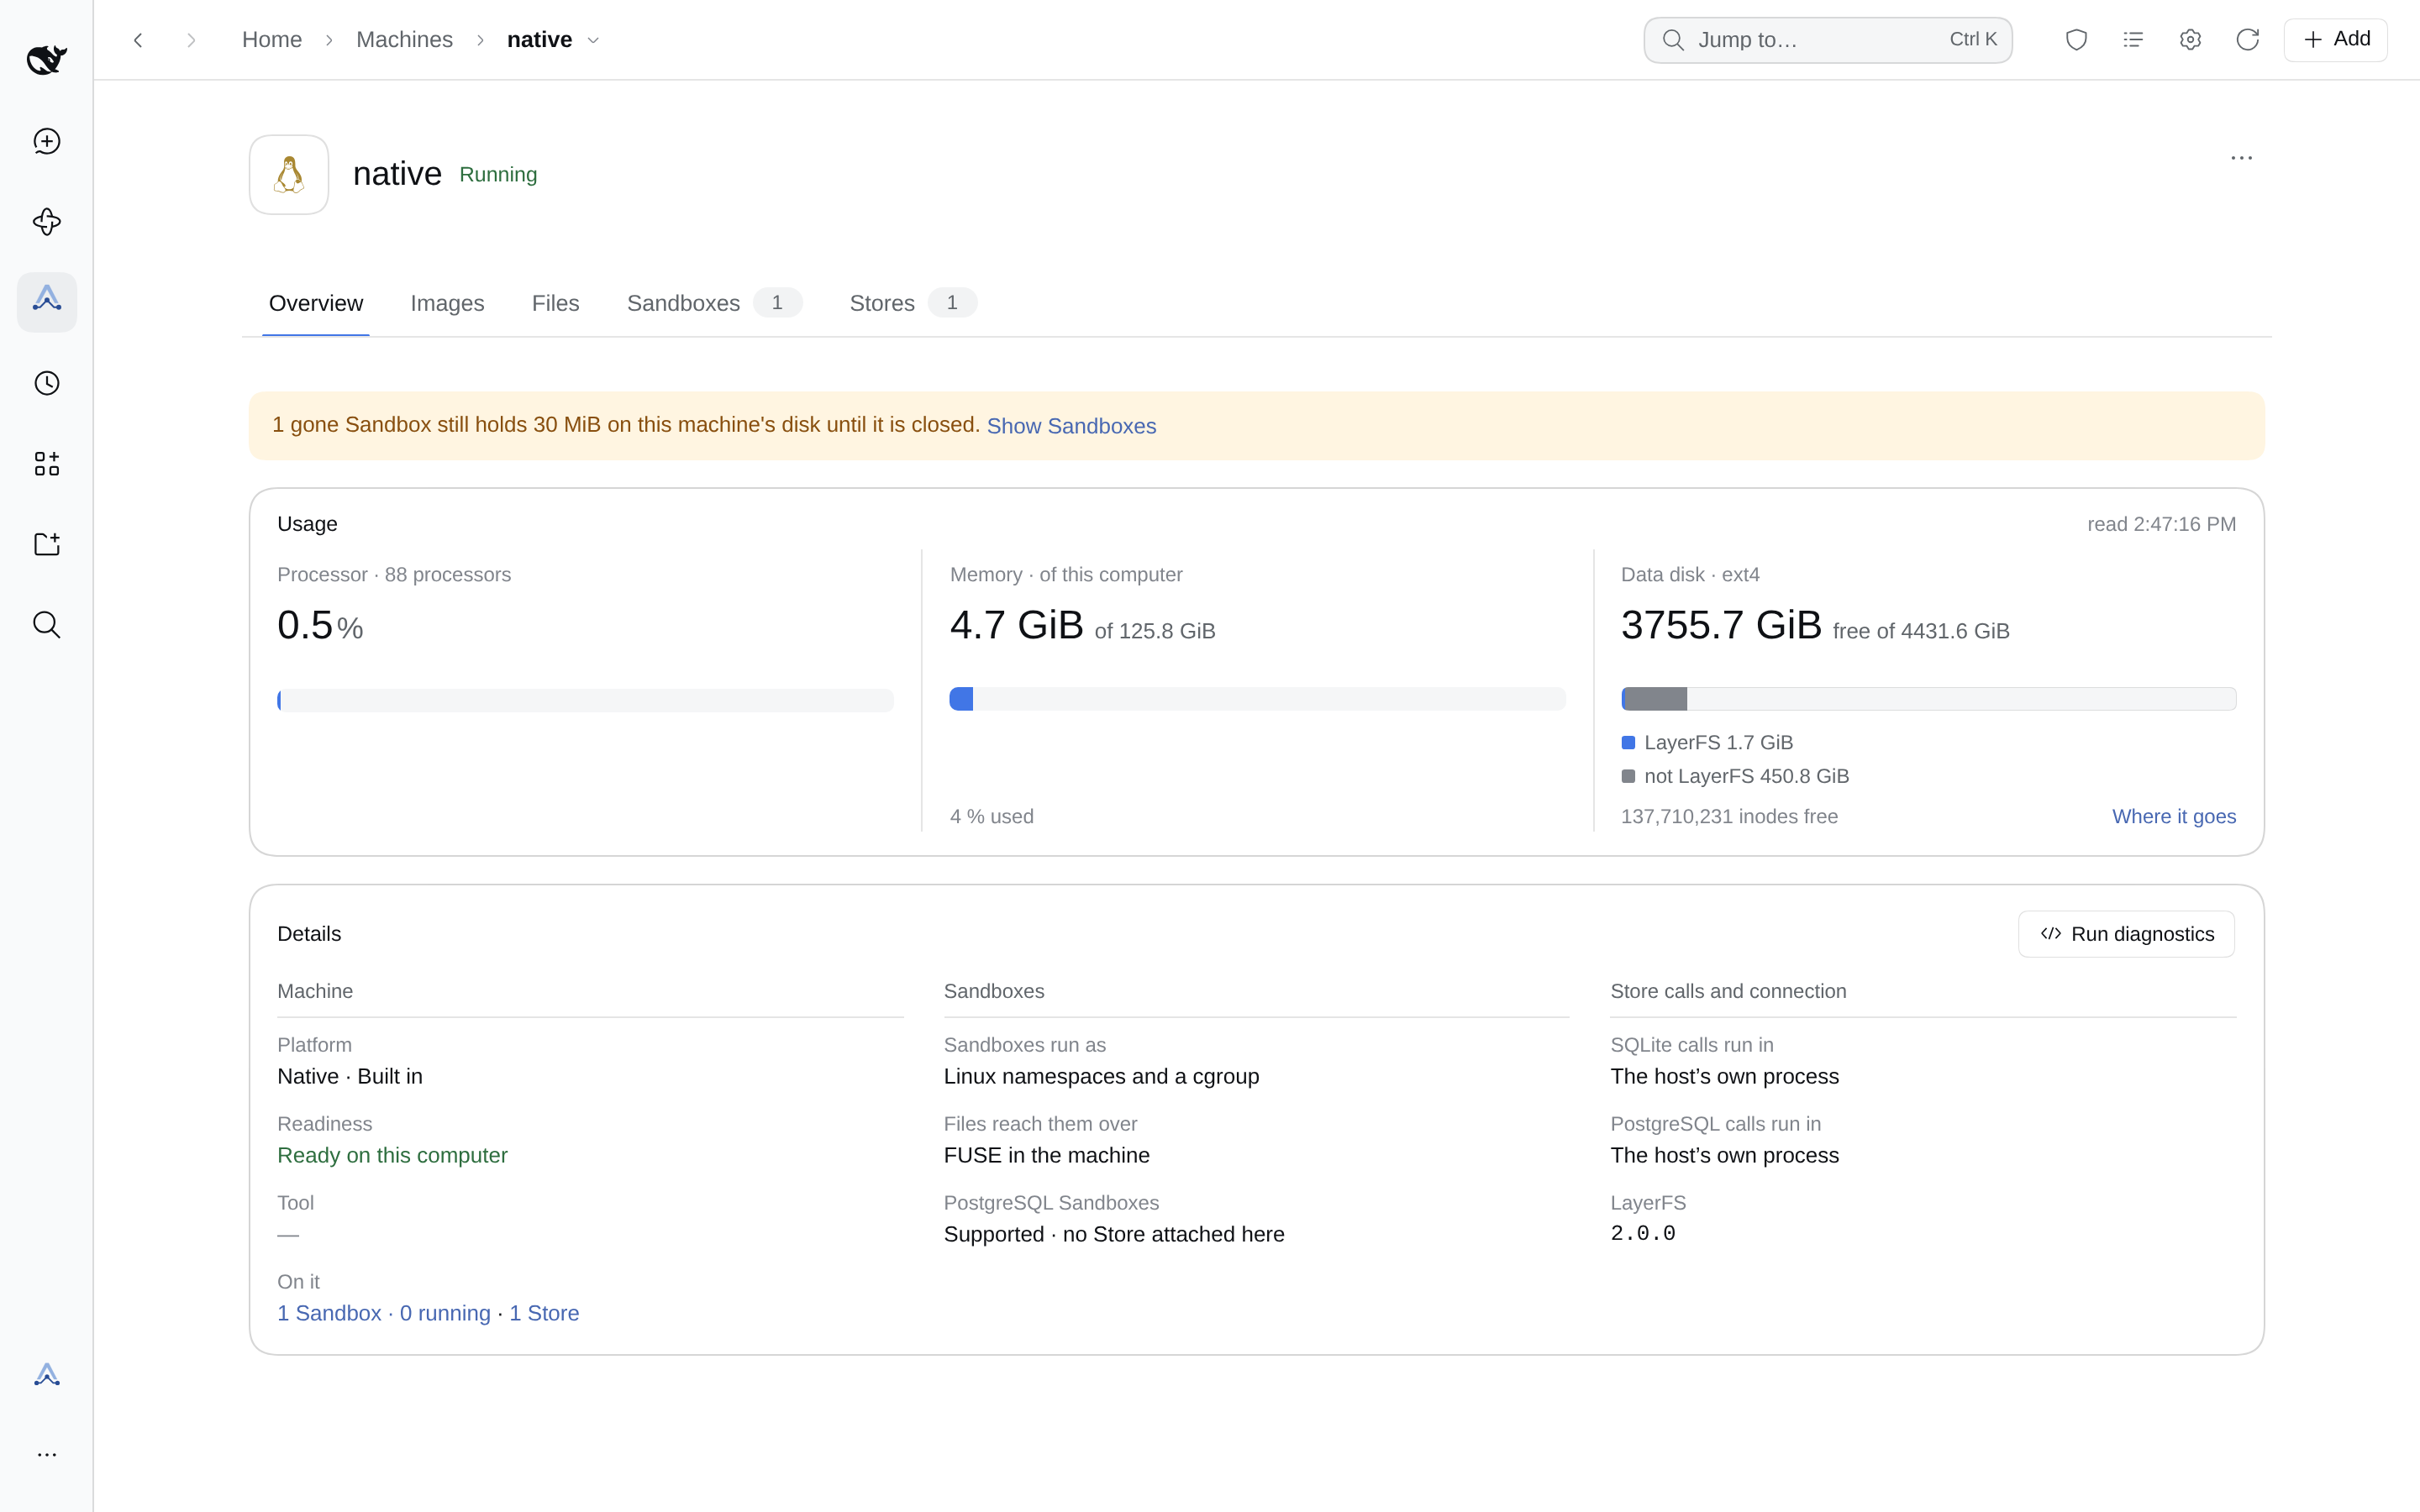 Home > Machines > native
Jump to… Ctrl K
Add
native Running
Overview Images Files Sandboxes 1 Stores 1
1 gone Sandbox still holds 30 MiB on this machine's disk until it is closed. Show Sandboxes
Usage read 2:47:16 PM
Processor · 88 processors
0.5 %
Memory · of this computer
4.7 GiB of 125.8 GiB
4 % used
Data disk · ext4
3755.7 GiB free of 4431.6 GiB
LayerFS 1.7 GiB
not LayerFS 450.8 GiB
137,710,231 inodes free Where it goes
Details Run diagnostics
Machine
Platform
Native · Built in
Readiness
Ready on this computer
Tool
—
On it
1 Sandbox · 0 running · 1 Store
Sandboxes
Sandboxes run as
Linux namespaces and a cgroup
Files reach them over
FUSE in the machine
PostgreSQL Sandboxes
Supported · no Store attached here
Store calls and connection
SQLite calls run in
The host’s own process
PostgreSQL calls run in
The host’s own process
LayerFS
2.0.0